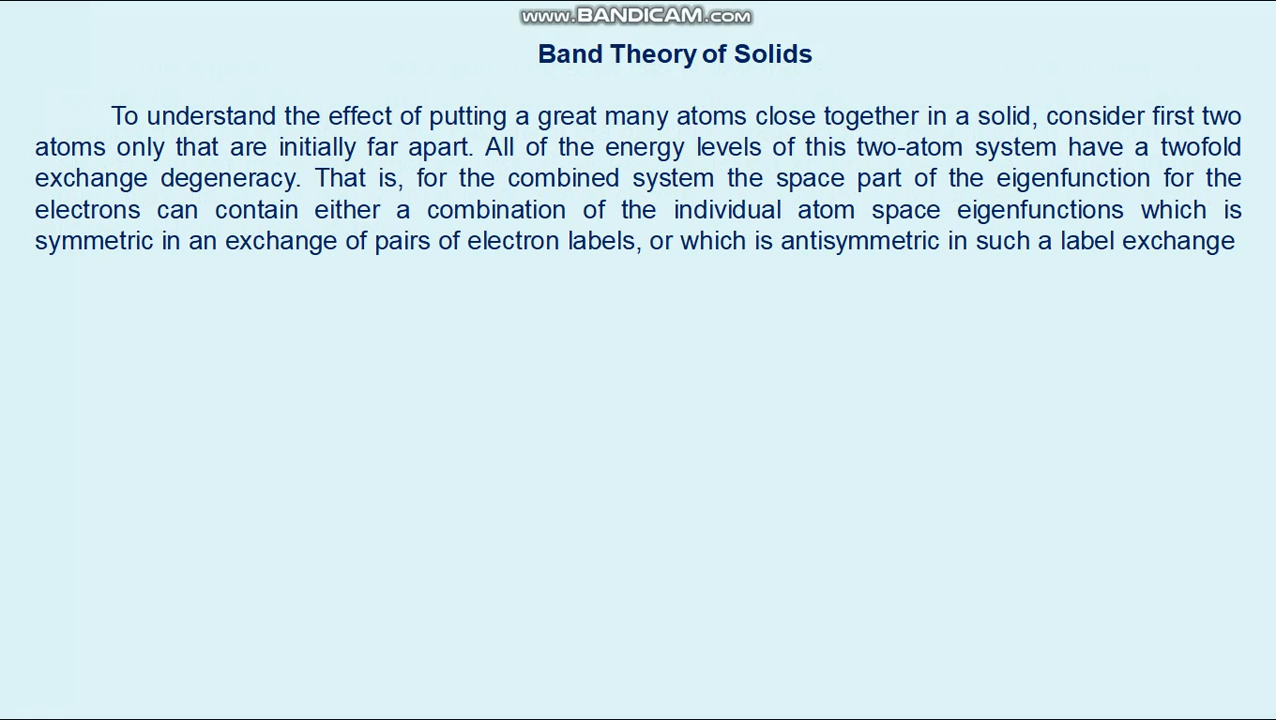 www.BANDICAM.com
Band Theory of Solids
To understand the effect of putting a great many atoms close together in a solid, consider first two
atoms only that are initially far apart. All of the energy levels of this two-atom system have a twofold
exchange degeneracy. That is, for the combined system the space part of the eigenfunction for the
electrons can contain either a combination of the individual atom space eigenfunctions which is
symmetric in an exchange of pairs of electron labels, or which is antisymmetric in such a label exchange